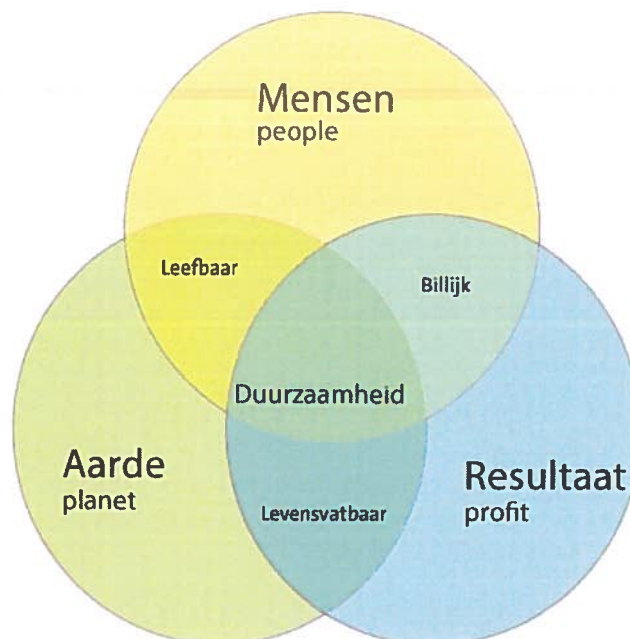 Mensen
people
Leefbaar
Billijk
Duurzaamheid
Aarde
planet
Resultaat
profit
Levensvatbaar